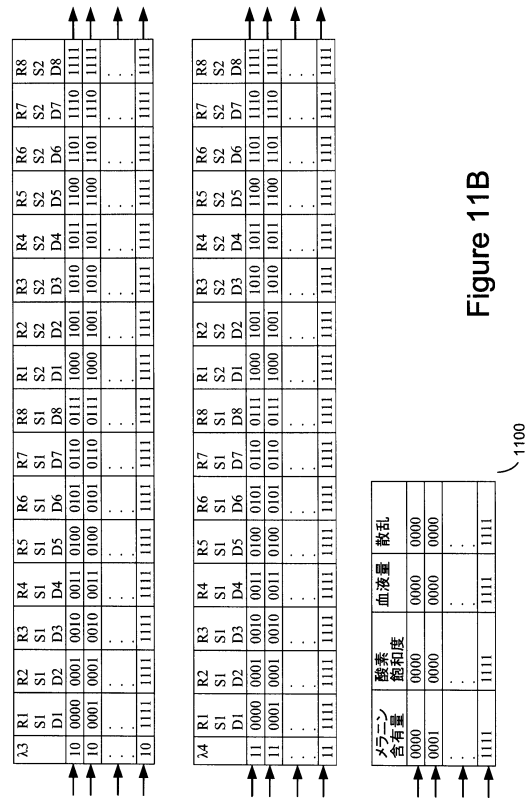 λ3 R1 R2 R3 R4 R5 R6 R7 R8 R1 R2 R3 R4 R5 R6 R7 R8
S1 S1 S1 S1 S1 S1 S1 S1 S2 S2 S2 S2 S2 S2 S2 S2
D1 D2 D3 D4 D5 D6 D7 D8 D1 D2 D3 D4 D5 D6 D7 D8
10 0000 0001 0010 0011 0100 0101 0110 0111 1000 1001 1010 1011 1100 1101 1110 1111
10 0001 0001 0010 0011 0100 0101 0110 0111 1000 1001 1010 1011 1100 1101 1110 1111
10 1111 1111 1111 1111 1111 1111 1111 1111 1111 1111 1111 1111 1111 1111 1111 1111
λ4 R1 R2 R3 R4 R5 R6 R7 R8 R1 R2 R3 R4 R5 R6 R7 R8
S1 S1 S1 S1 S1 S1 S1 S1 S2 S2 S2 S2 S2 S2 S2 S2
D1 D2 D3 D4 D5 D6 D7 D8 D1 D2 D3 D4 D5 D6 D7 D8
11 0000 0001 0010 0011 0100 0101 0110 0111 1000 1001 1010 1011 1100 1101 1110 1111
11 0001 0001 0010 0011 0100 0101 0110 0111 1000 1001 1010 1011 1100 1101 1110 1111
11 1111 1111 1111 1111 1111 1111 1111 1111 1111 1111 1111 1111 1111 1111 1111 1111
メラニン 酸素 血液量 散乱
含有量 飽和度
0000 0000 0000 0000
0001 0000 0000 0000
1111 1111 1111 1111
1100
Figure 11B